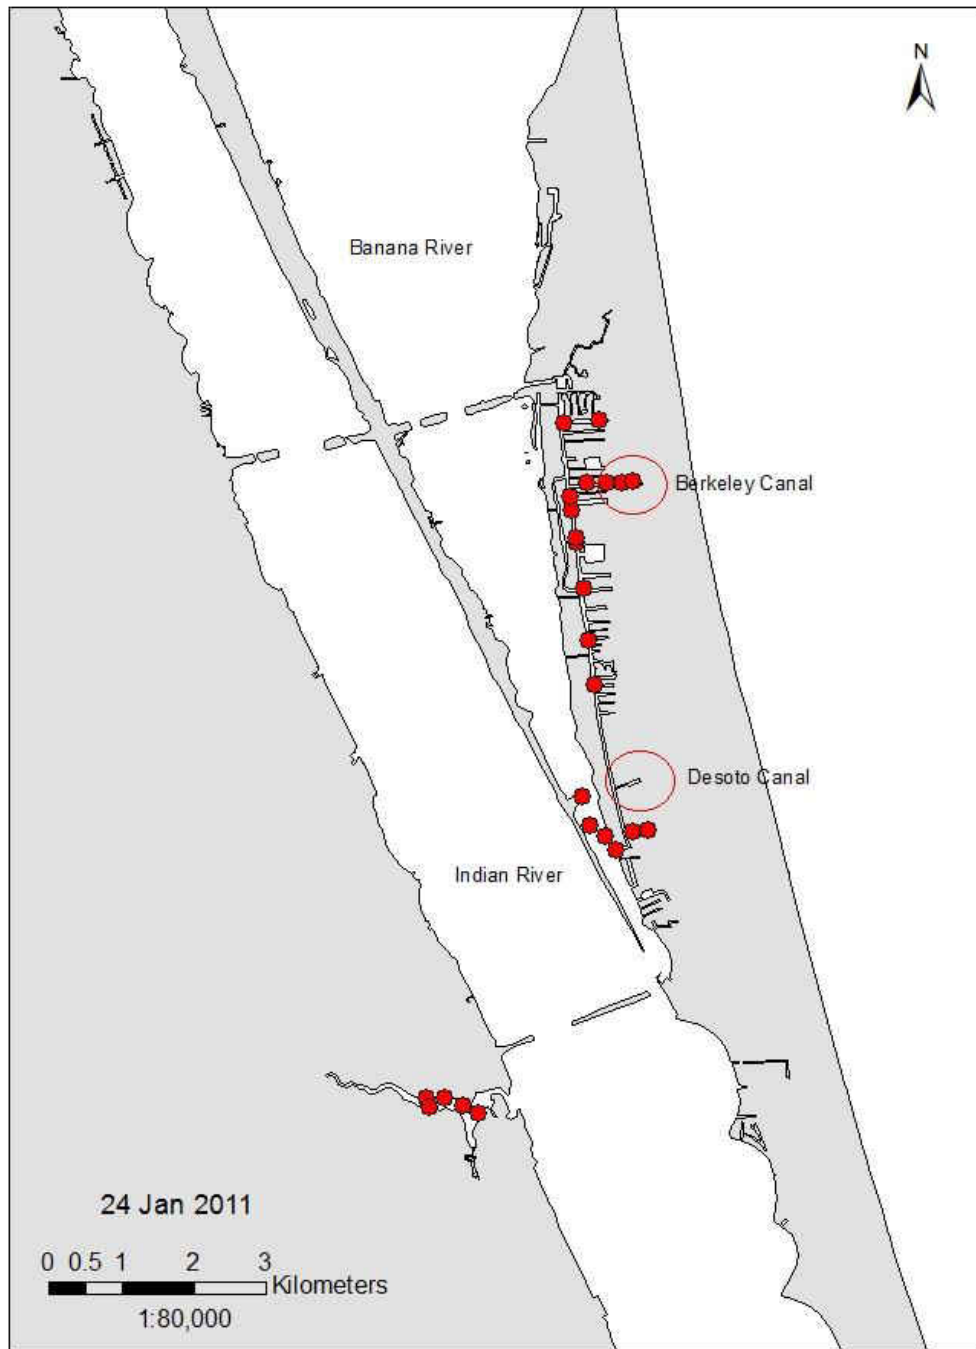 N
Banana River
Berkeley Canal
Desoto Canal
Indian River
24 Jan 2011
0 0.5 1 2 3
Kilometers
1:80,000